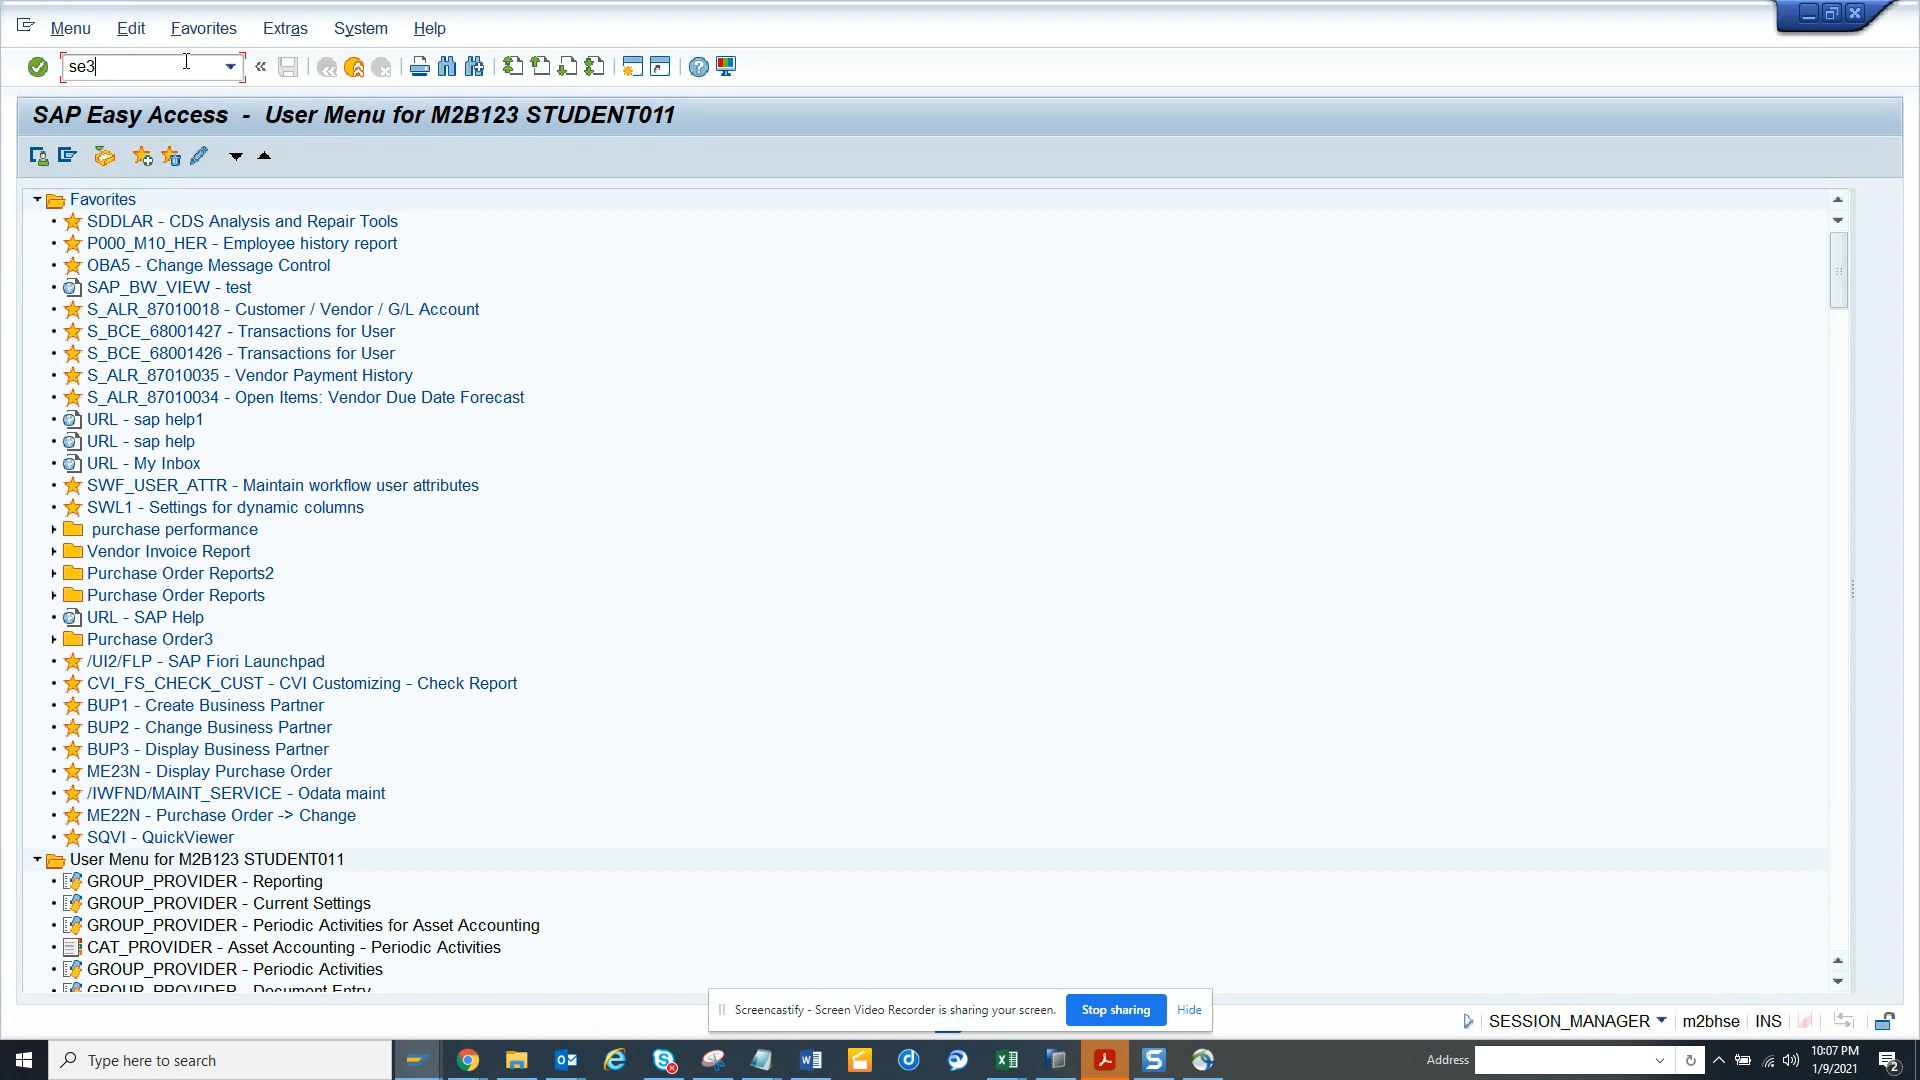 Menu Edit Favorites Extras System Help
se3
SAP Easy Access - User Menu for M2B123 STUDENT011
Favorites
SDDLAR - CDS Analysis and Repair Tools
P000_M10_HER - Employee history report
OBA5 - Change Message Control
SAP_BW_VIEW - test
S_ALR_87010018 - Customer / Vendor / G/L Account
S_BCE_68001427 - Transactions for User
S_BCE_68001426 - Transactions for User
S_ALR_87010035 - Vendor Payment History
S_ALR_87010034 - Open Items: Vendor Due Date Forecast
URL - sap help1
URL - sap help
URL - My Inbox
SWF_USER_ATTR - Maintain workflow user attributes
SWL1 - Settings for dynamic columns
purchase performance
Vendor Invoice Report
Purchase Order Reports2
Purchase Order Reports
URL - SAP Help
Purchase Order3
/UI2/FLP - SAP Fiori Launchpad
CVI_FS_CHECK_CUST - CVI Customizing - Check Report
BUP1 - Create Business Partner
BUP2 - Change Business Partner
BUP3 - Display Business Partner
ME23N - Display Purchase Order
/IWFND/MAINT_SERVICE - Odata maint
ME22N - Purchase Order -> Change
SQVI - QuickViewer
User Menu for M2B123 STUDENT011
GROUP_PROVIDER - Reporting
GROUP_PROVIDER - Current Settings
GROUP_PROVIDER - Periodic Activities for Asset Accounting
CAT_PROVIDER - Asset Accounting - Periodic Activities
GROUP_PROVIDER - Periodic Activities
GROUP_PROVIDER - Document Entry
Screencastify - Screen Video Recorder is sharing your screen. Stop sharing Hide
SESSION_MANAGER m2bhse INS
Type here to search
Address
10:07 PM
1/9/2021
2